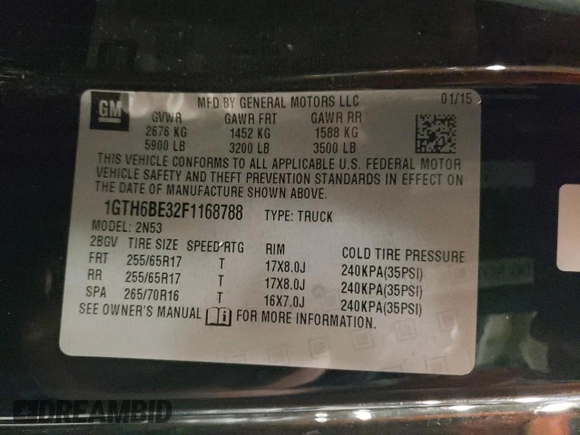 GM
MFD BY GENERAL MOTORS LLC 01/15
GVWR GAWR FRT GAWR RR
2676 KG 1452 KG 1588 KG
5900 LB 3200 LB 3500 LB
THIS VEHICLE CONFORMS TO ALL APPLICABLE U.S. FEDERAL MOTOR
VEHICLE SAFETY AND THEFT PREVENTION STANDARDS IN EFFECT ON
THE DATE OF MANUFACTURE SHOWN ABOVE.
1GTH6BE32F1168788 TYPE: TRUCK
MODEL: 2N53
2BGV TIRE SIZE SPEED/RTG RIM COLD TIRE PRESSURE
FRT 255/65R17 T 17X8.0J 240KPA(35PSI)
RR 255/65R17 T 17X8.0J 240KPA(35PSI)
SPA 265/70R16 T 16X7.0J 240KPA(35PSI)
SEE OWNER'S MANUAL FOR MORE INFORMATION.
DREAMBID